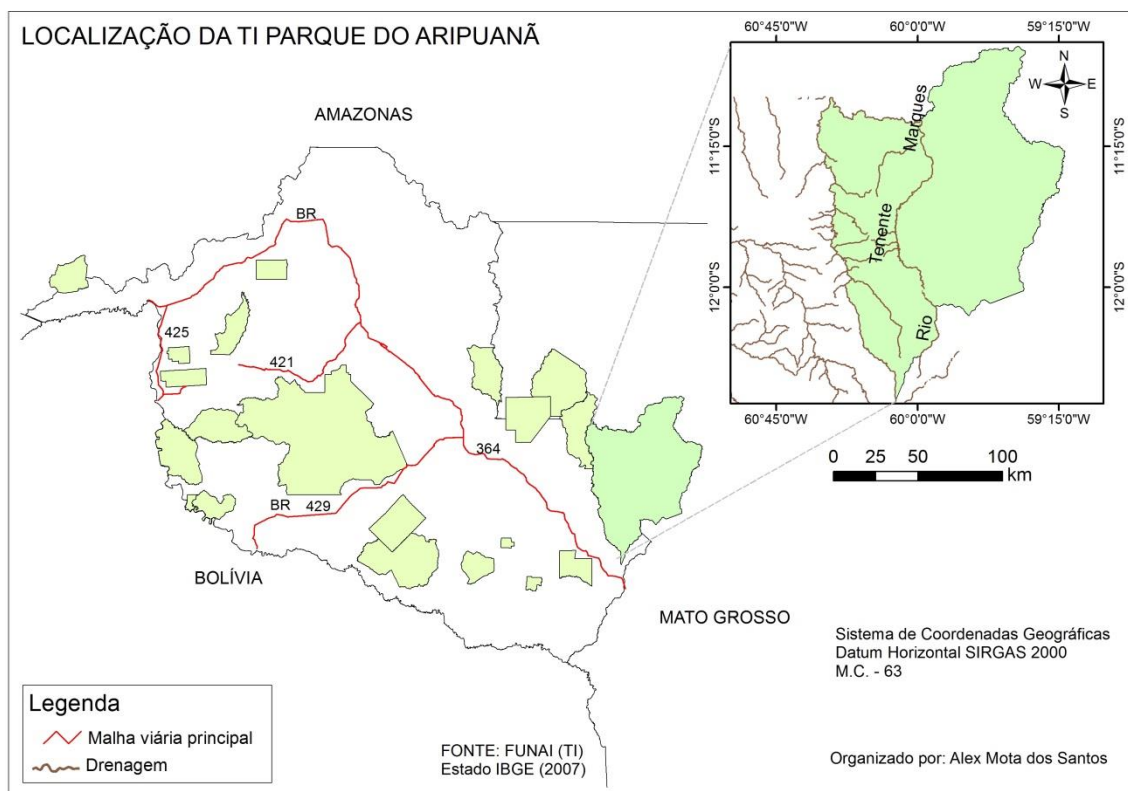 LOCALIZAÇÃO DA TI PARQUE DO ARIPUANÃ
60°45'0"W 60°0'0"W 59°15'0"W
N
W E
S
11°15'0"S
12°0'0"S
11°15'0"S
12°0'0"S
Marques
Tenente
Rio
60°45'0"W 60°0'0"W 59°15'0"W
0 25 50 100
km
AMAZONAS
BR
425
421
364
BR 429
BOLÍVIA
MATO GROSSO
Sistema de Coordenadas Geográficas
Datum Horizontal SIRGAS 2000
M.C. - 63
Legenda
Malha viária principal
Drenagem
FONTE: FUNAI (TI)
Estado IBGE (2007)
Organizado por: Alex Mota dos Santos